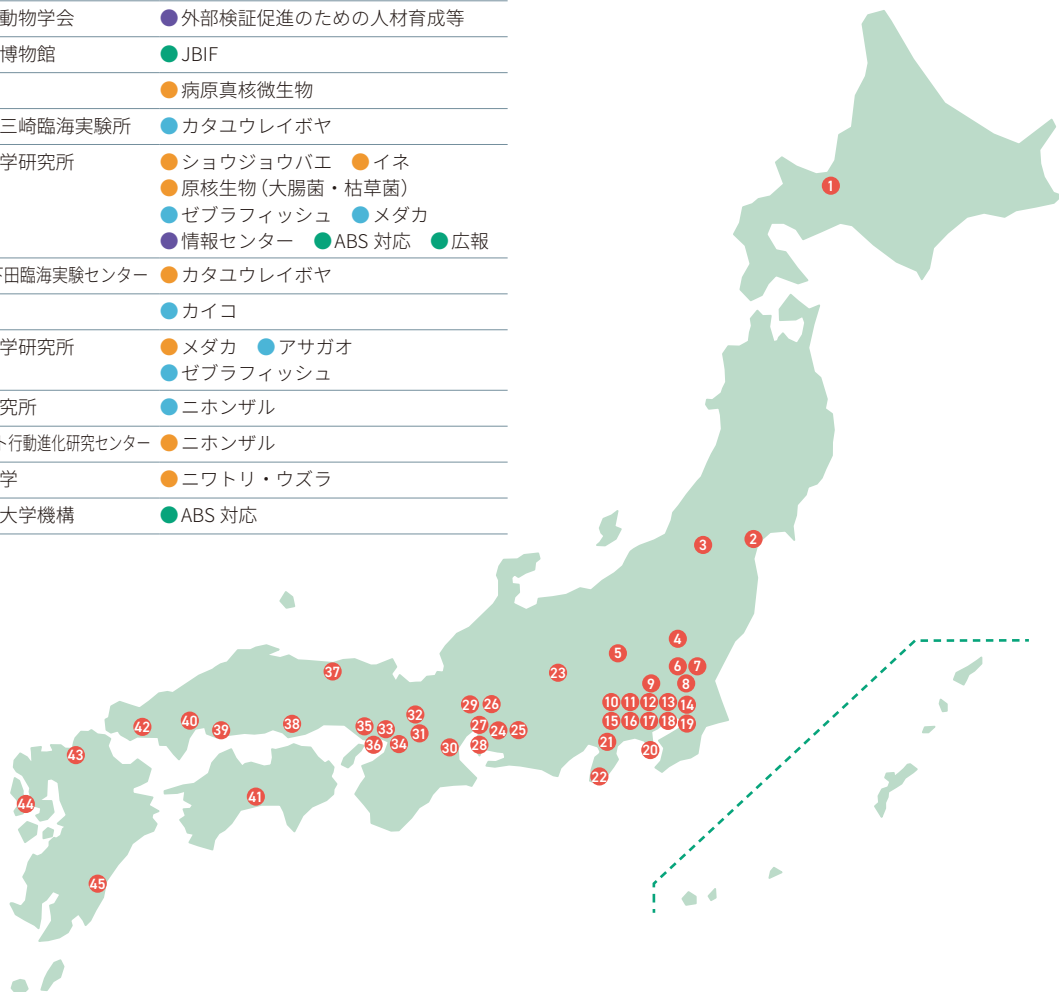 動物学会 ●外部検証促進のための人材育成等
博物館 ●JBIF
●病原真核微生物
三崎臨海実験所 ●カタユウレイボヤ
学研究所 ●ショウジョウバエ ●イネ
●原核生物（大腸菌・枯草菌）
●ゼブラフィッシュ ●メダカ
●情報センター ●ABS 対応 ●広報
下田臨海実験センター ●カタユウレイボヤ
●カイコ
学研究所 ●メダカ ●アサガオ
●ゼブラフィッシュ
究所 ●ニホンザル
ト行動進化研究センター ●ニホンザル
学 ●ニワトリ・ウズラ
大学機構 ●ABS 対応
1
3 2
4
5
6 7
23
37
9 8
29 26
10 11 12 13 14
32
42 40 39 38 35 33 31 27 24 25 15 16 17 18 19
36 34 30 28 21 20
43
22
44 41
45